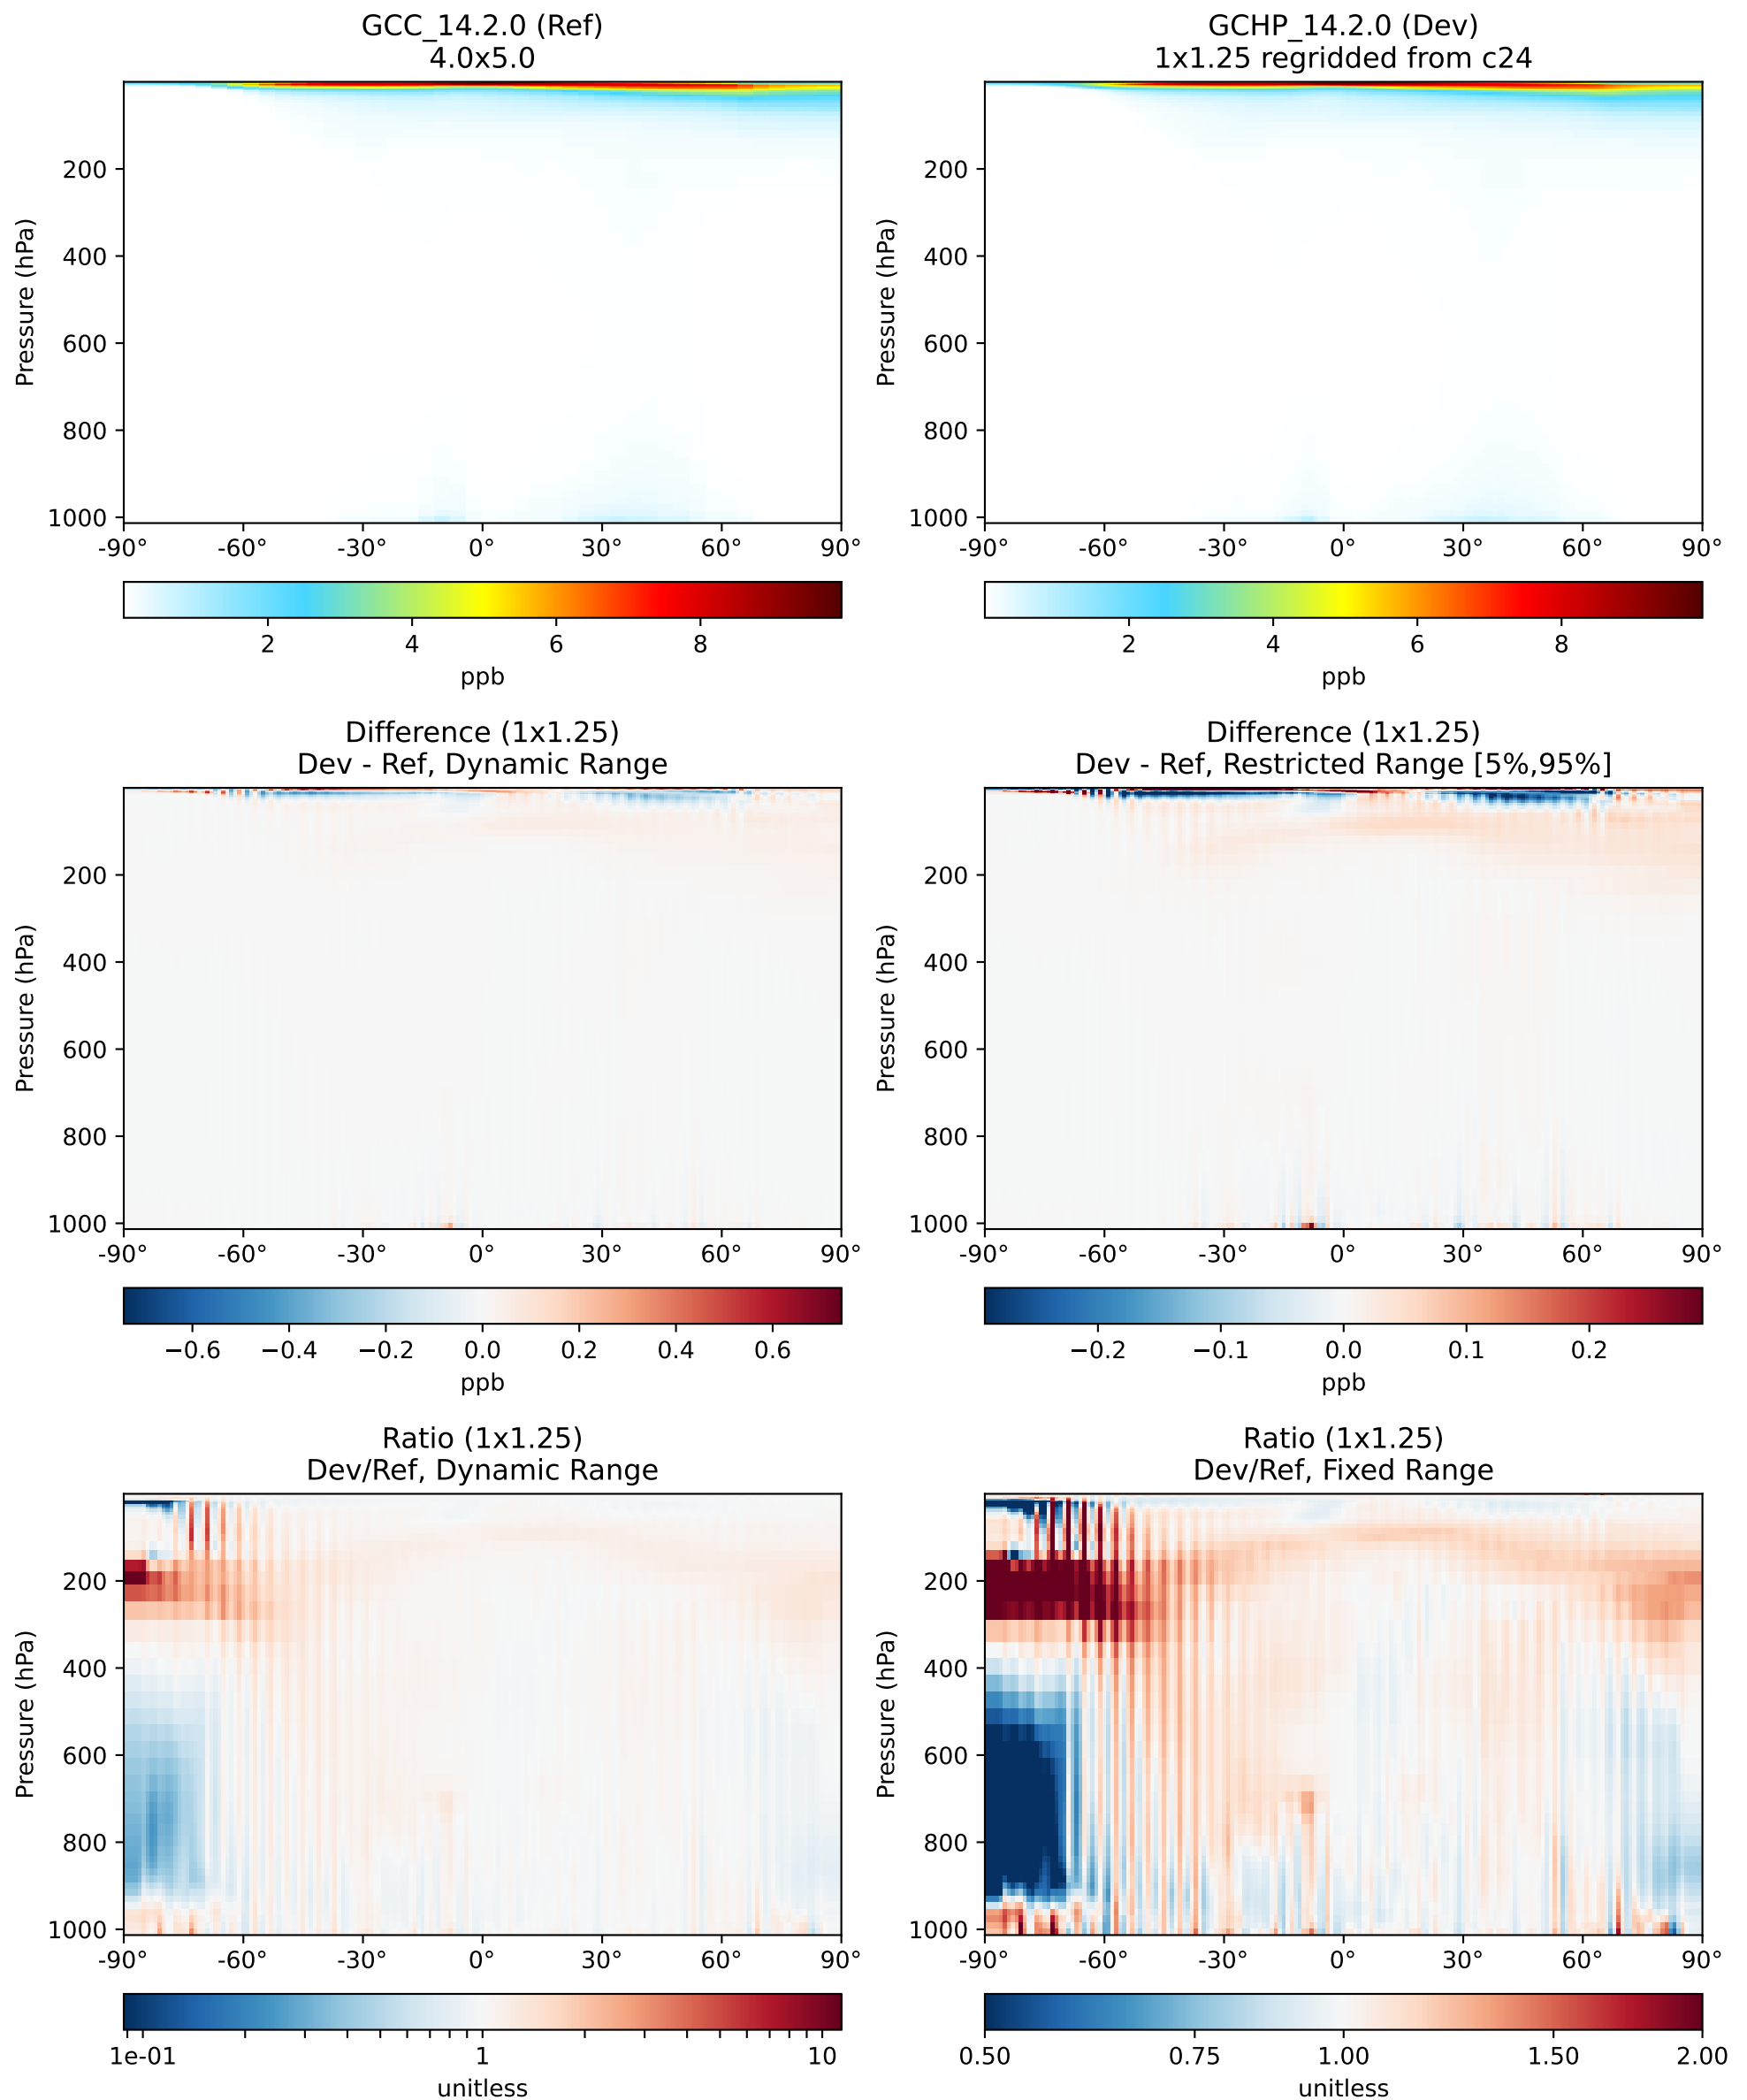 GCC_14.2.0 (Ref)
4.0x5.0
Pressure (hPa)
200
400
600
800
1000
-90° -60° -30° 0° 30° 60° 90°
2 4 6 8
ppb
GCHP_14.2.0 (Dev)
1x1.25 regridded from c24
Pressure (hPa)
200
400
600
800
1000
-90° -60° -30° 0° 30° 60° 90°
2 4 6 8
ppb
Difference (1x1.25)
Dev - Ref, Dynamic Range
Pressure (hPa)
200
400
600
800
1000
-90° -60° -30° 0° 30° 60° 90°
−0.6 −0.4 −0.2 0.0 0.2 0.4 0.6
ppb
Difference (1x1.25)
Dev - Ref, Restricted Range [5%,95%]
Pressure (hPa)
200
400
600
800
1000
-90° -60° -30° 0° 30° 60° 90°
−0.2 −0.1 0.0 0.1 0.2
ppb
Ratio (1x1.25)
Dev/Ref, Dynamic Range
Pressure (hPa)
200
400
600
800
1000
-90° -60° -30° 0° 30° 60° 90°
1e-01 1 10
unitless
Ratio (1x1.25)
Dev/Ref, Fixed Range
Pressure (hPa)
200
400
600
800
1000
-90° -60° -30° 0° 30° 60° 90°
0.50 0.75 1.00 1.50 2.00
unitless